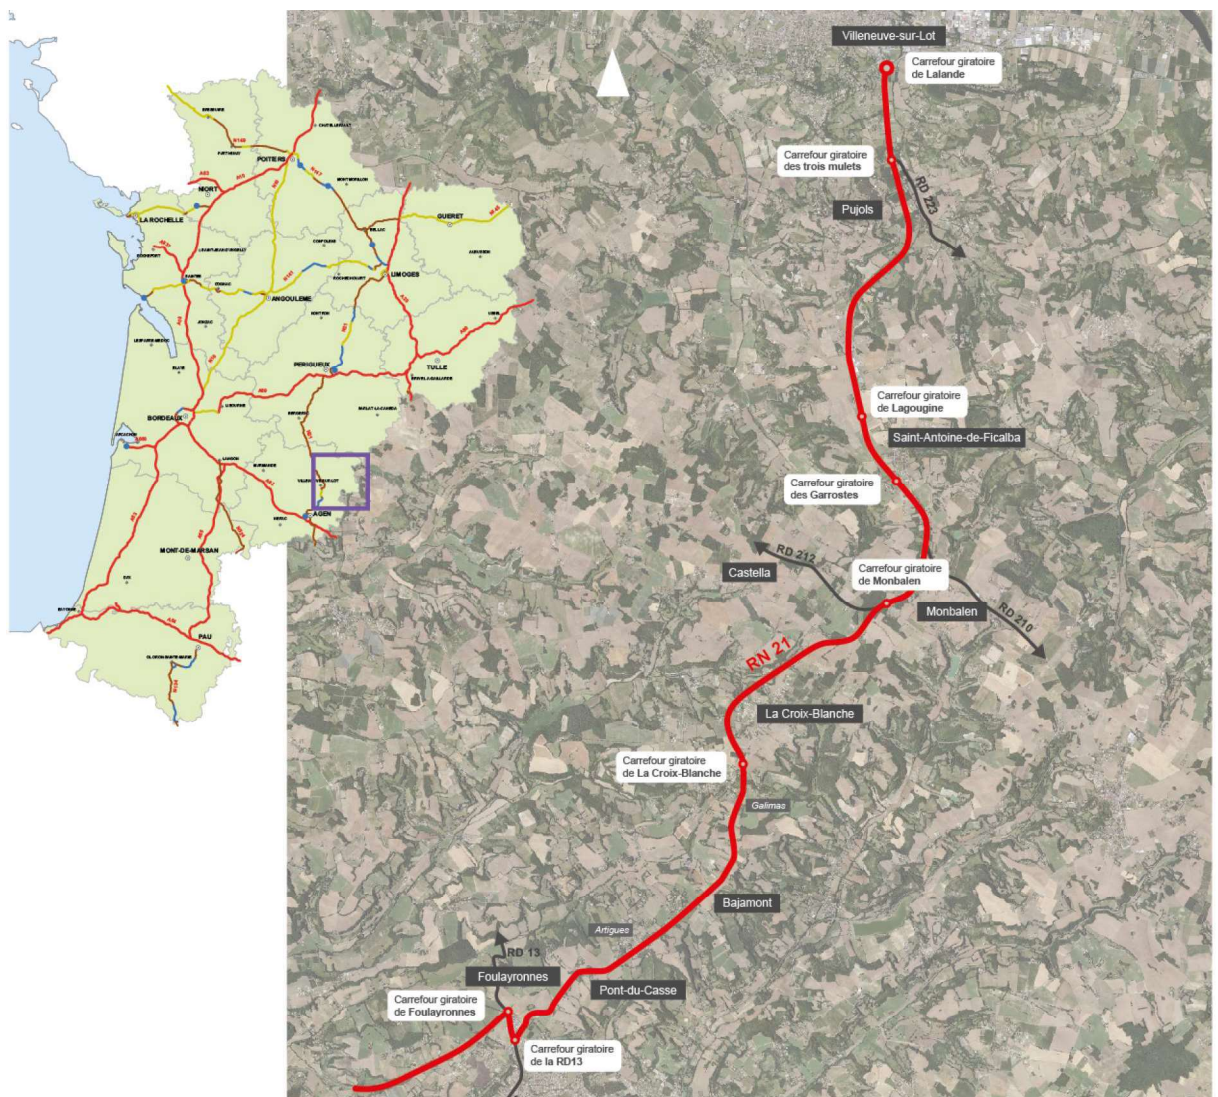 Villeneuve-sur-Lot
Carrefour giratoire
de Lalande
Carrefour giratoire
des trois mulets
RD 223
Pujols
Carrefour giratoire
de Lagougine
Saint-Antoine-de-Ficalba
Carrefour giratoire
des Garrostes
RD 212
Castella
Carrefour giratoire
de Monbalen
Monbalen
RD 210
RN 21
La Croix-Blanche
Carrefour giratoire
de La Croix-Blanche
Galimas
Bajamont
Artigues
RD 13
Foulayronnes
Pont-du-Casse
Carrefour giratoire
de Foulayronnes
Carrefour giratoire
de la RD13
POITIERS
NIORT
LA ROCHELLE
GUERET
LIMOGES
ANGOULEME
PERIGUEUX
TULLE
BORDEAUX
AGEN
MONT-DE-MARSAN
PAU